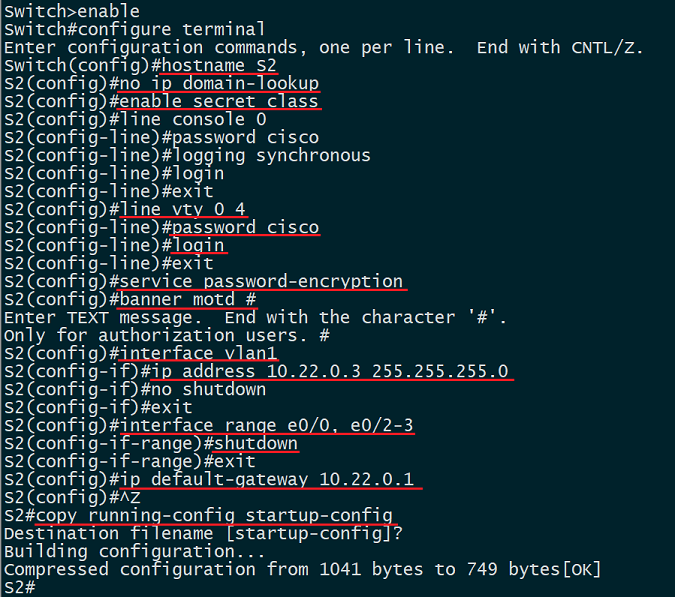 Switch>enable
Switch#configure terminal
Enter configuration commands, one per line.  End with CNTL/Z.
Switch(config)#hostname S2
S2(config)#no ip domain-lookup
S2(config)#enable secret class
S2(config)#line console 0
S2(config-line)#password cisco
S2(config-line)#logging synchronous
S2(config-line)#login
S2(config-line)#exit
S2(config)#line vty 0 4
S2(config-line)#password cisco
S2(config-line)#login
S2(config-line)#exit
S2(config)#service password-encryption
S2(config)#banner motd #
Enter TEXT message.  End with the character '#'.
Only for authorization users. #
S2(config)#interface vlan1
S2(config-if)#ip address 10.22.0.3 255.255.255.0
S2(config-if)#no shutdown
S2(config-if)#exit
S2(config)#interface range e0/0, e0/2-3
S2(config-if-range)#shutdown
S2(config-if-range)#exit
S2(config)#ip default-gateway 10.22.0.1
S2(config)#^Z
S2#copy running-config startup-config
Destination filename [startup-config]?
Building configuration...
Compressed configuration from 1041 bytes to 749 bytes[OK]
S2#